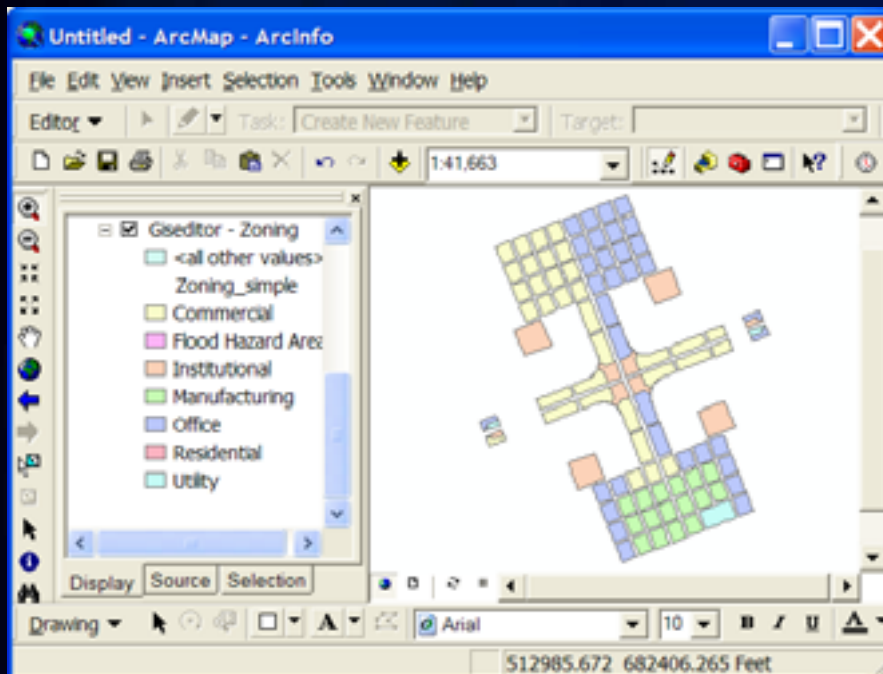 Untitled - ArcMap - ArcInfo
File Edit View Insert Selection Tools Window Help
Editor Task: Create New Feature Target:
1:41,663
Giseditor - Zoning
<all other values>
Zoning_simple
Commercial
Flood Hazard Area
Institutional
Manufacturing
Office
Residential
Utility
Display Source Selection
Drawing A Arial 10 B I U A
512985.672 682406.265 Feet